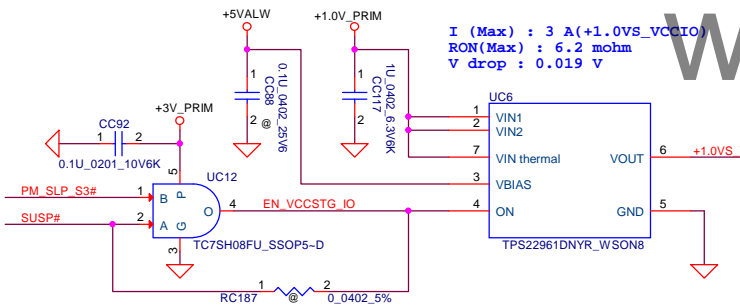 +5VALW
+1.0V_PRIM
I (Max) : 3 A(+1.0VS_VCCIO)
RON(Max) : 6.2 mohm
V drop : 0.019 V
W
1
2
@
0.1U_0402_25V6
CC88
1
2
1U_0402_6.3V6K
CC117
+3V_PRIM
CC92
1
2
0.1U_0201_10V6K
UC6
1
VIN1
2
VIN2
7
VIN thermal
VOUT
6
+1.0VS
3
VBIAS
4
ON
GND
5
TPS22961DNYR_WSON8
5
UC12
PM_SLP_S3#
1
B
P
SUSP#
2
A
G
O
4
EN_VCCSTG_IO
3
TC7SH08FU_SSOP5~D
1
2
RC187
@
0_0402_5%